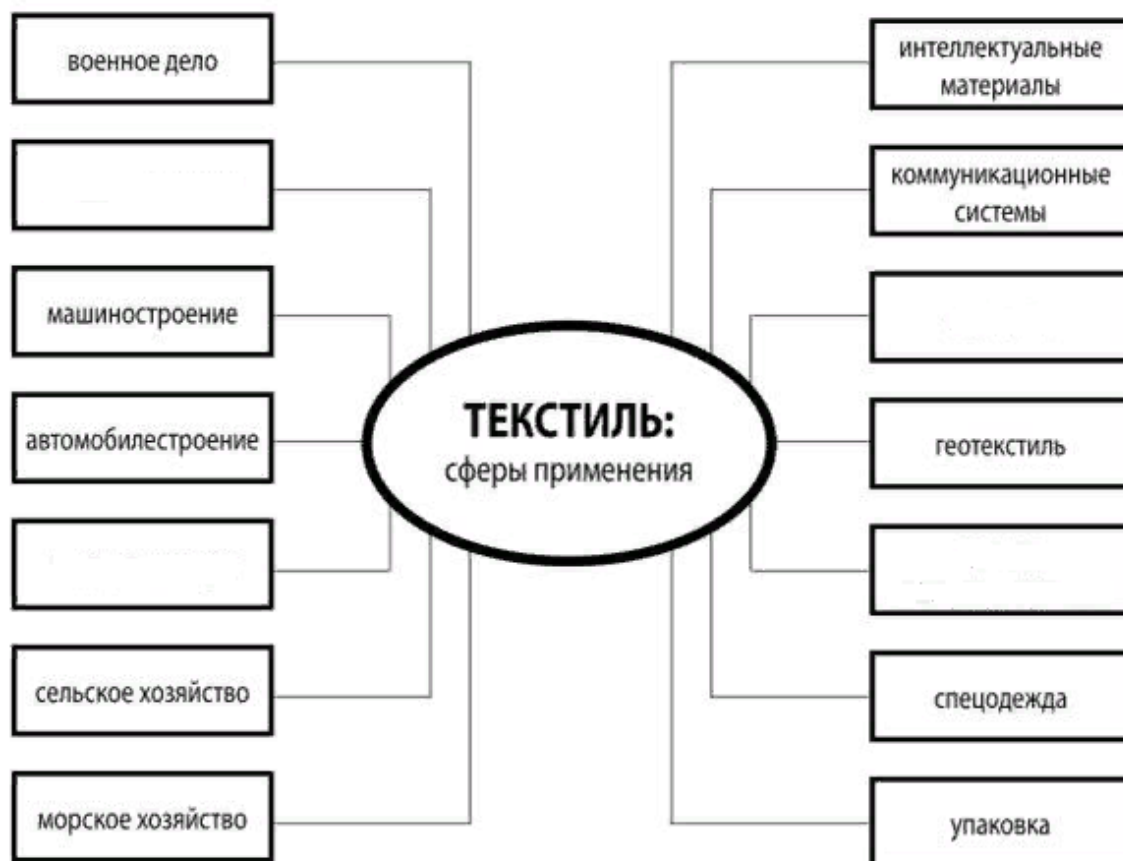 военное дело
машиностроение
автомобилестроение
сельское хозяйство
морское хозяйство
ТЕКСТИЛЬ:
сферы применения
интеллектуальные
материалы
коммуникационные
системы
геотекстиль
спецодежда
упаковка